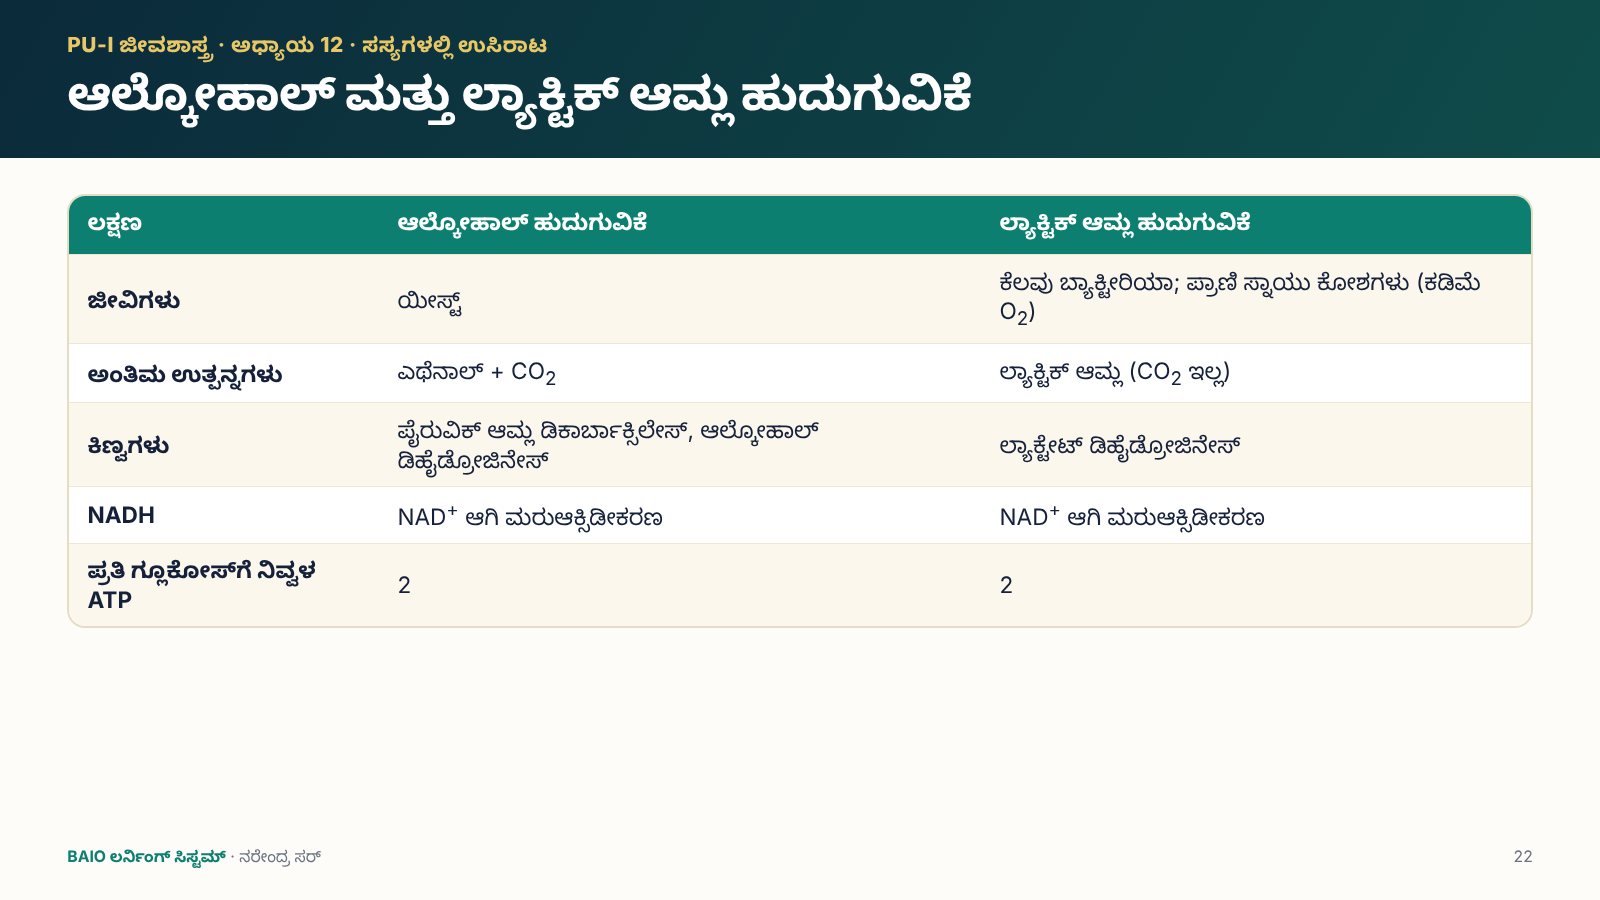 PU-I ಜೀವಶಾಸ್ತ್ರ · ಅಧ್ಯಾಯ 12 · ಸಸ್ಯಗಳಲ್ಲಿ ಉಸಿರಾಟ
ಆಲ್ಕೋಹಾಲ್ ಮತ್ತು ಲ್ಯಾಕ್ಟಿಕ್ ಆಮ್ಲ ಹುದುಗುವಿಕೆ
ಲಕ್ಷಣ ಆಲ್ಕೋಹಾಲ್ ಹುದುಗುವಿಕೆ ಲ್ಯಾಕ್ಟಿಕ್ ಆಮ್ಲ ಹುದುಗುವಿಕೆ
ಜೀವಿಗಳು ಯೀಸ್ಟ್ ಕೆಲವು ಬ್ಯಾಕ್ಟೀರಿಯಾ; ಪ್ರಾಣಿ ಸ್ನಾಯು ಕೋಶಗಳು (ಕಡಿಮೆ
O₂)
ಅಂತಿಮ ಉತ್ಪನ್ನಗಳು ಎಥೆನಾಲ್ + CO₂ ಲ್ಯಾಕ್ಟಿಕ್ ಆಮ್ಲ (CO₂ ಇಲ್ಲ)
ಕಿಣ್ವಗಳು ಪೈರುವಿಕ್ ಆಮ್ಲ ಡಿಕಾರ್ಬಾಕ್ಸಿಲೇಸ್, ಆಲ್ಕೋಹಾಲ್
ಡಿಹೈಡ್ರೋಜಿನೇಸ್ ಲ್ಯಾಕ್ಟೇಟ್ ಡಿಹೈಡ್ರೋಜಿನೇಸ್
NADH NAD⁺ ಆಗಿ ಮರುಆಕ್ಸಿಡೀಕರಣ NAD⁺ ಆಗಿ ಮರುಆಕ್ಸಿಡೀಕರಣ
ಪ್ರತಿ ಗ್ಲೂಕೋಸ್‌ಗೆ ನಿವ್ವಳ
ATP 2 2
BAIO ಲರ್ನಿಂಗ್ ಸಿಸ್ಟಮ್ · ನರೇಂದ್ರ ಸರ್ 22